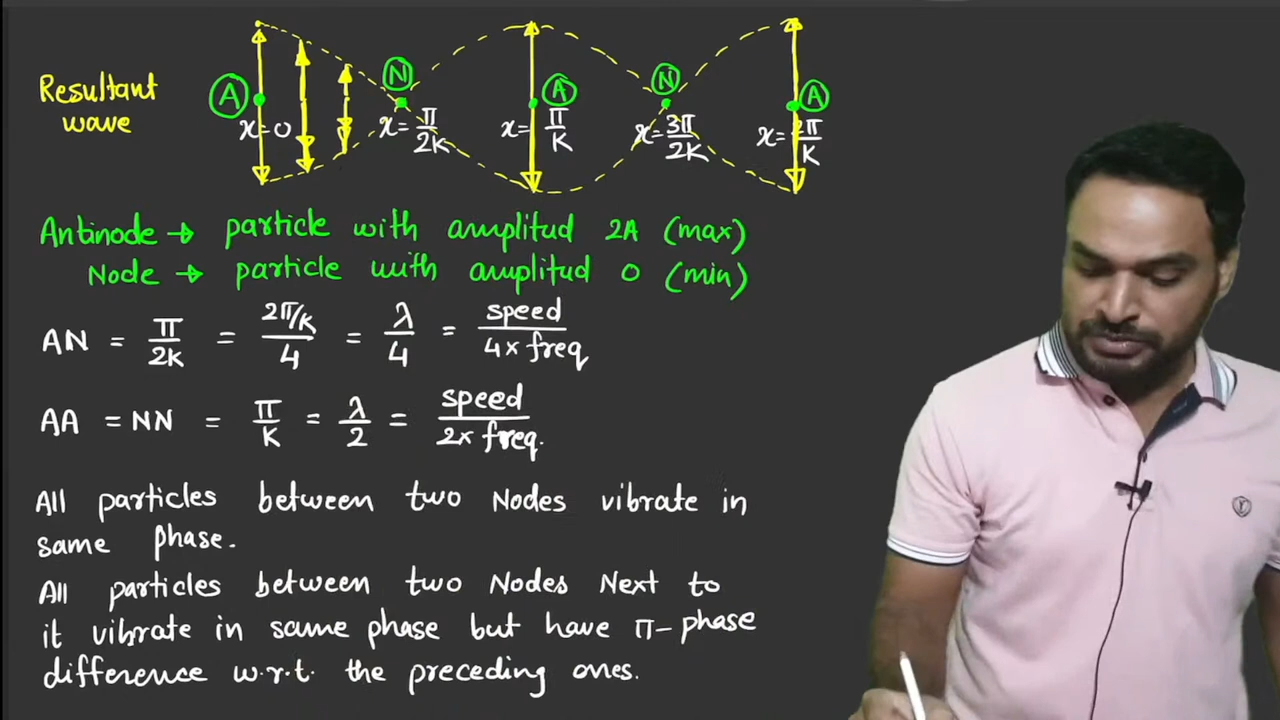 Resultant wave
A N A N A
x=0 x=π/2K x=π/K x=3π/2K x=2π/K
Antinode → particle with amplitud 2A (max)
Node → particle with amplitud 0 (min)
AN = π/2K = 2π/K/4 = λ/4 = speed/4× freq
AA = NN = π/K = λ/2 = speed/2× freq.
All particles between two Nodes vibrate in
same phase.
All particles between two Nodes Next to
it vibrate in same phase but have π-phase
difference w.r.t. the preceding ones.